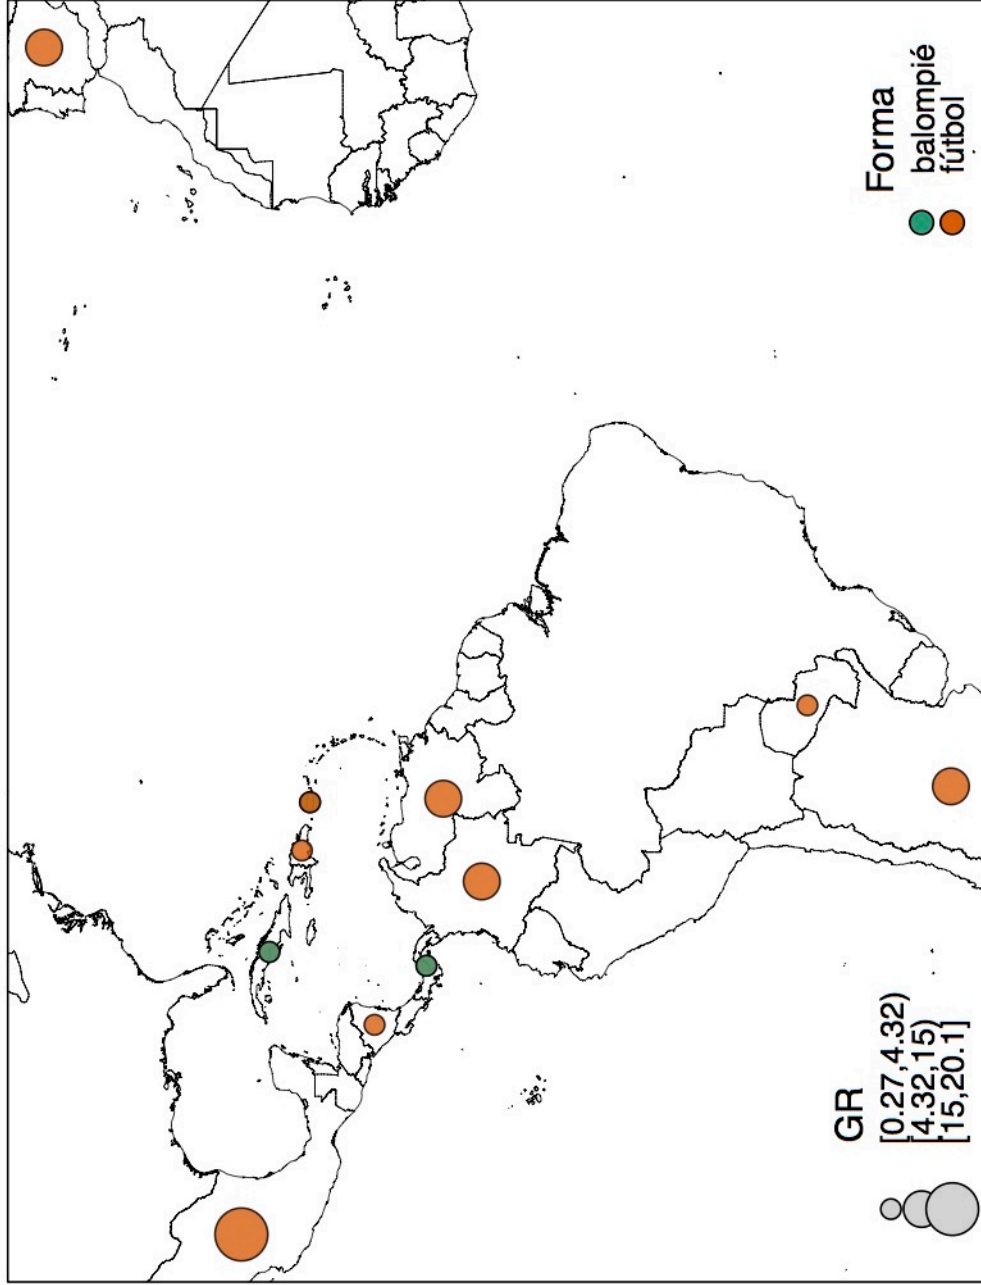 GR
[0.27,4.32)
[4.32,15)
[15,20.1]
Forma
balompié
fútbol